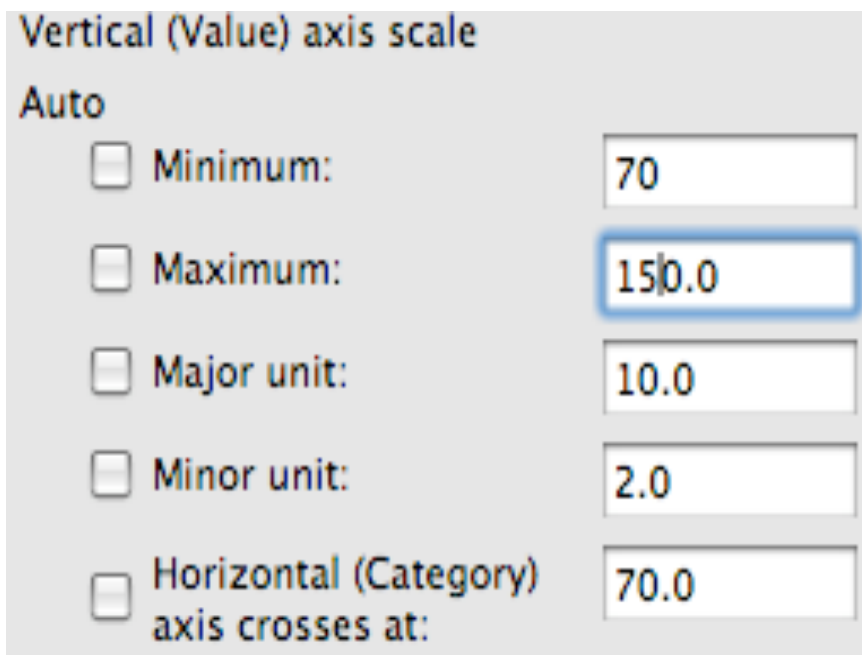 Vertical (Value) axis scale
Auto
Minimum: 70
Maximum: 150.0
Major unit: 10.0
Minor unit: 2.0
Horizontal (Category) 70.0
axis crosses at: